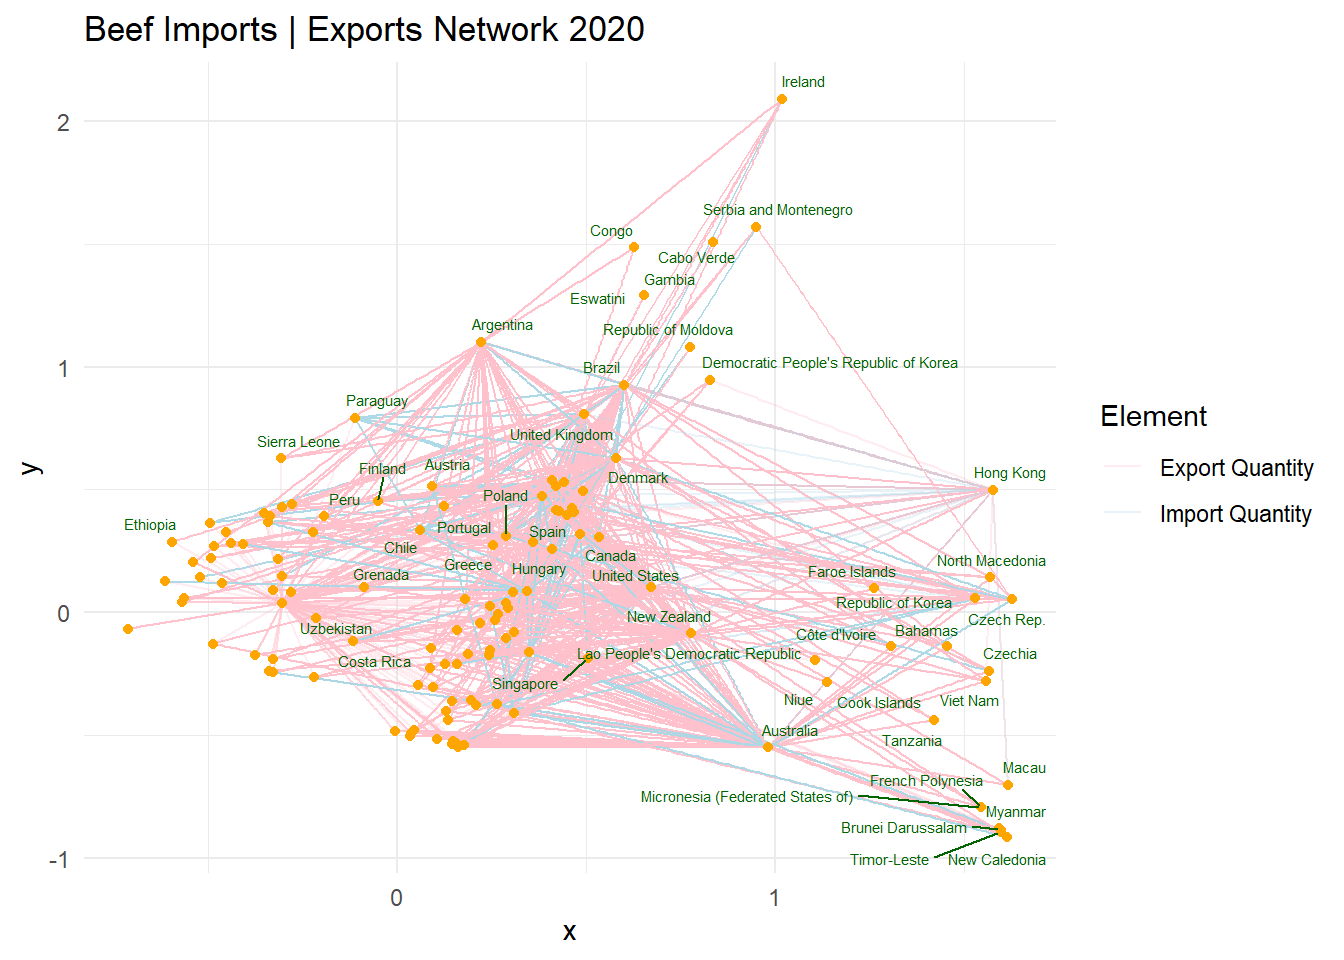 Beef Imports | Exports Network 2020
Ireland
Serbia and Montenegro
Congo
Cabo Verde
Gambia
Eswatini
Argentina
Republic of Moldova
Democratic People's Republic of Korea
Brazil
Paraguay
United Kingdom
Sierra Leone
Finland
Austria
Denmark
Hong Kong
Peru
Poland
Ethiopia
Portugal
Spain
Chile
Canada
Greece
Hungary
United States
North Macedonia
Faroe Islands
Grenada
Republic of Korea
New Zealand
Czech Rep.
Uzbekistan
Côte d'Ivoire
Bahamas
Costa Rica
Lao People's Democratic Republic
Czechia
Singapore
Niue
Cook Islands
Viet Nam
Australia
Tanzania
Macau
French Polynesia
Micronesia (Federated States of)
Myanmar
Brunei Darussalam
Timor-Leste
New Caledonia
2
1
0
-1
y
0
1
x
Element
Export Quantity
Import Quantity